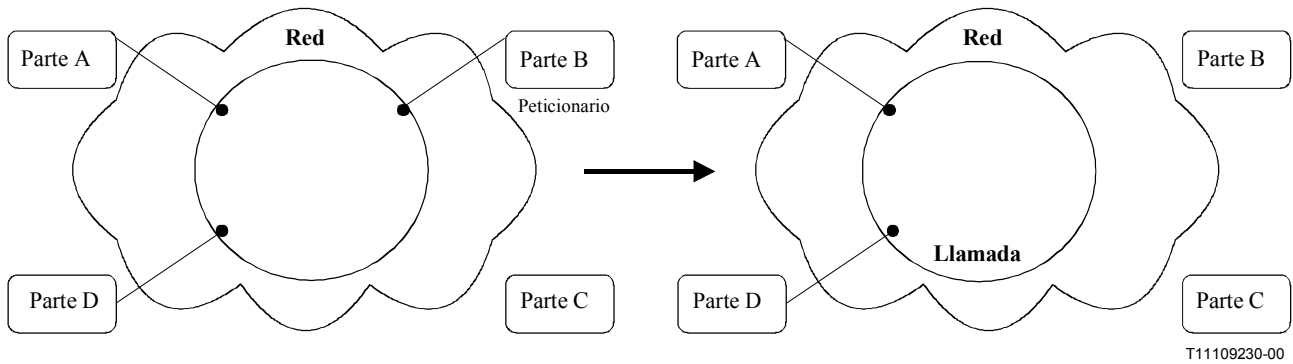 Red
Parte A
Parte B
Peticionario
Parte D
Parte C
Red
Parte A
Parte B
Llamada
Parte D
Parte C
T11109230-00